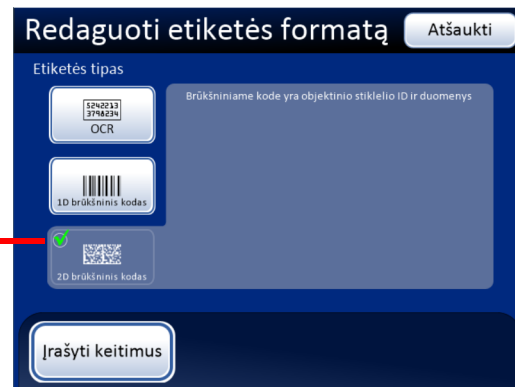 Redaguoti etiketės formatą
Atšaukti
Etiketės tipas
5242213
3798234
OCR
Brūkšniniame kode yra objektinio stiklelio ID ir duomenys
1D brūkšninis kodas
2D brūkšninis kodas
Įrašyti keitimus